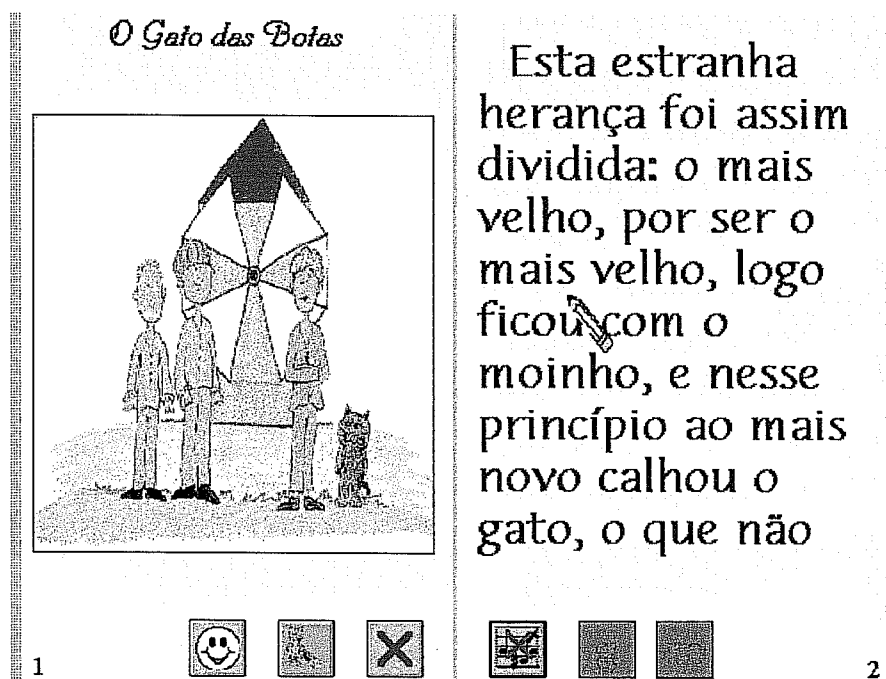 O Gato das Botas
Esta estranha
herança foi assim
dividida: o mais
velho, por ser o
mais velho, logo
ficou com o
moinho, e nesse
princípio ao mais
novo calhou o
gato, o que não
1
2